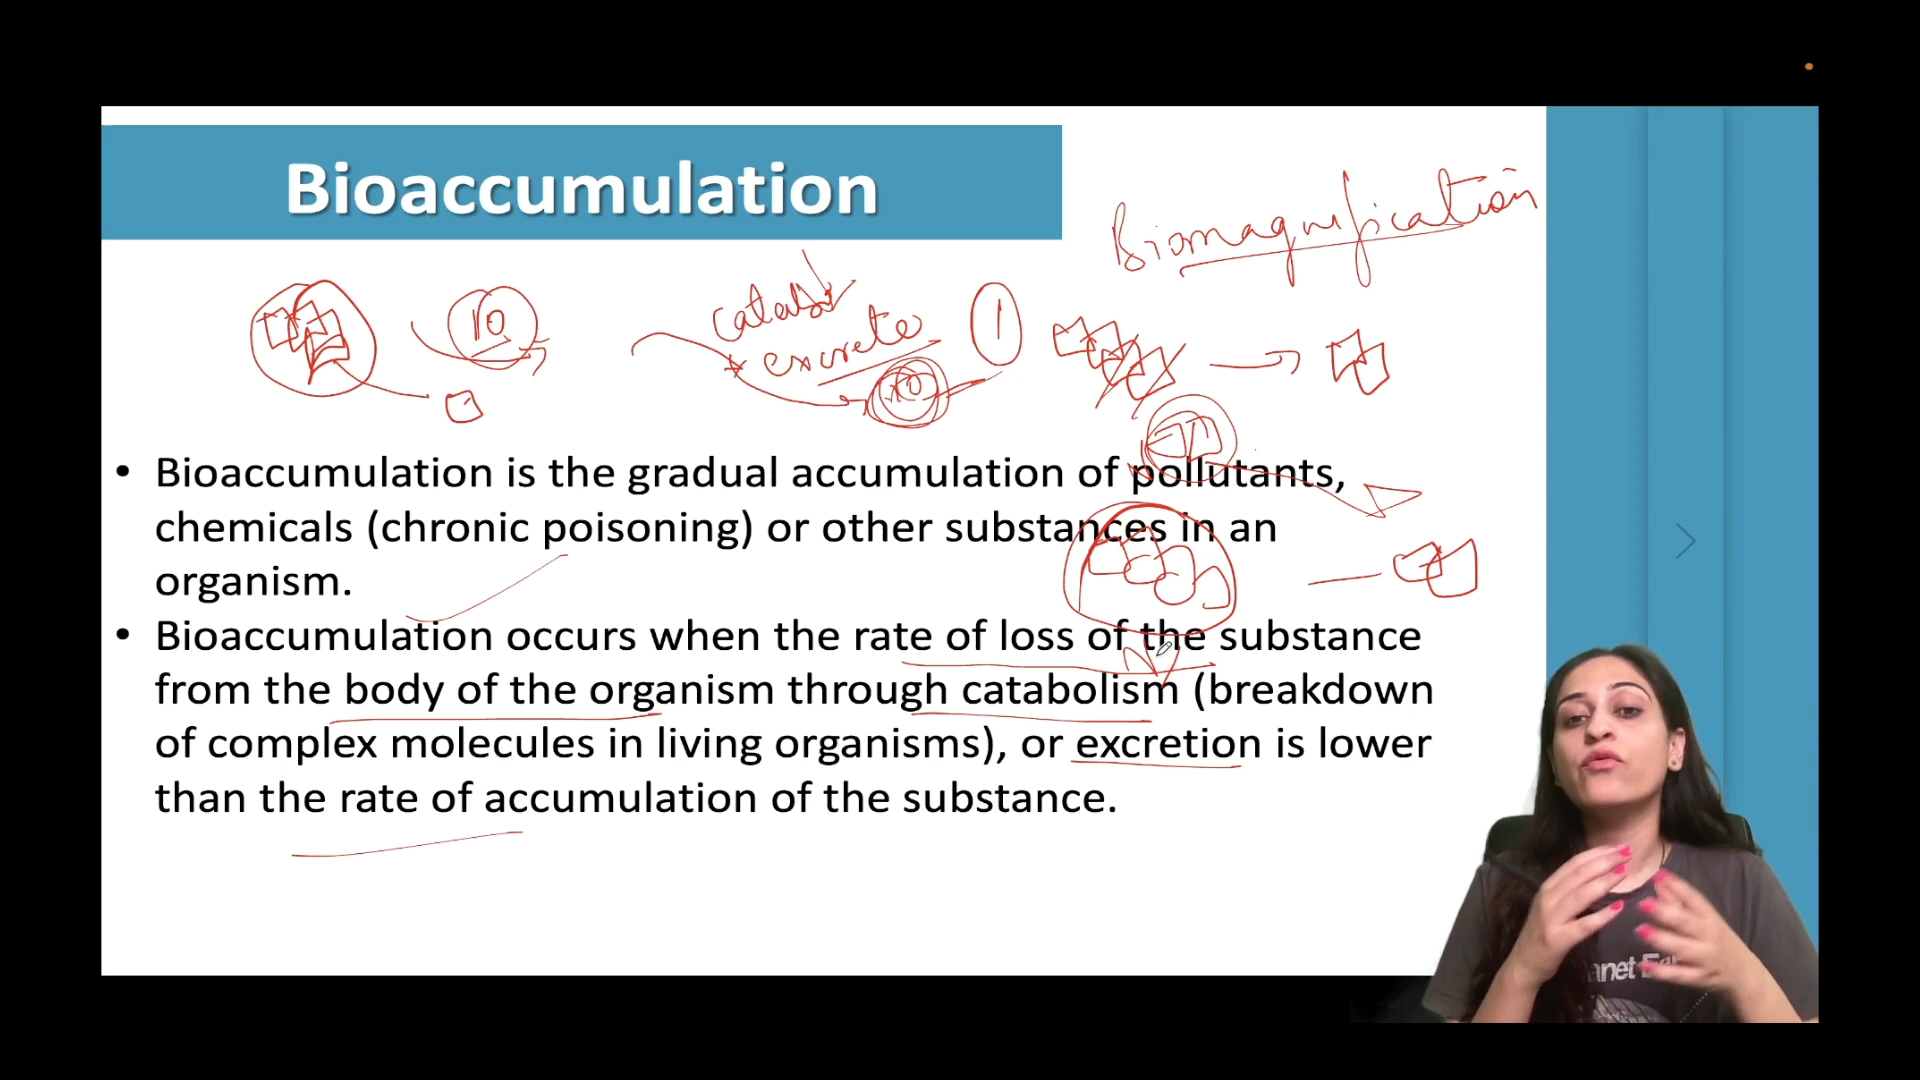 Bioaccumulation
Biomagnification
10
excrete
1
• Bioaccumulation is the gradual accumulation of pollutants,
chemicals (chronic poisoning) or other substances in an
organism.
• Bioaccumulation occurs when the rate of loss of the substance
from the body of the organism through catabolism (breakdown
of complex molecules in living organisms), or excretion is lower
than the rate of accumulation of the substance.